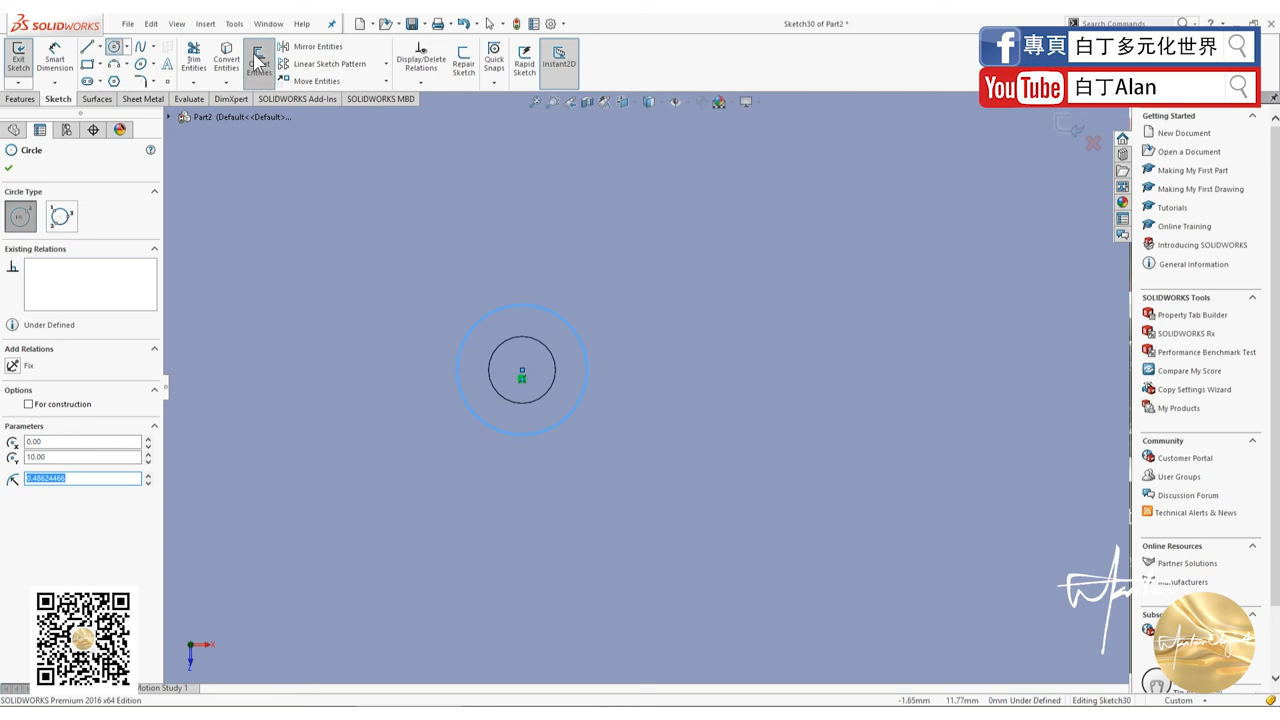 SOLIDWORKS
File Edit View Insert Tools Window Help
Sketch30 of Part2 *
Search Commands
Exit Sketch
Smart Dimension
Trim Entities
Convert Entities
Entities
Mirror Entities
Linear Sketch Pattern
Move Entities
Display/Delete Relations
Repair Sketch
Quick Snaps
Rapid Sketch
Instant2D
專頁 白丁多元化世界
YouTube 白丁Alan
Features Sketch Surfaces Sheet Metal Evaluate DimXpert SOLIDWORKS Add-Ins SOLIDWORKS MBD
Part2 (Default<<Default>...
Circle
Circle Type
Existing Relations
Under Defined
Add Relations
Fix
Options
For construction
Parameters
0.00
10.00
0.48624466
X
Z
Getting Started
New Document
Open a Document
Making My First Part
Making My First Drawing
Tutorials
Online Training
Introducing SOLIDWORKS
General Information
SOLIDWORKS Tools
Property Tab Builder
SOLIDWORKS Rx
Performance Benchmark Test
Compare My Score
Copy Settings Wizard
My Products
Community
Customer Portal
User Groups
Discussion Forum
Technical Alerts & News
Online Resources
Partner Solutions
Manufacturers
Motion Study 1
SOLIDWORKS Premium 2016 x64 Edition
-1.65mm 11.77mm 0mm Under Defined Editing Sketch30 Custom